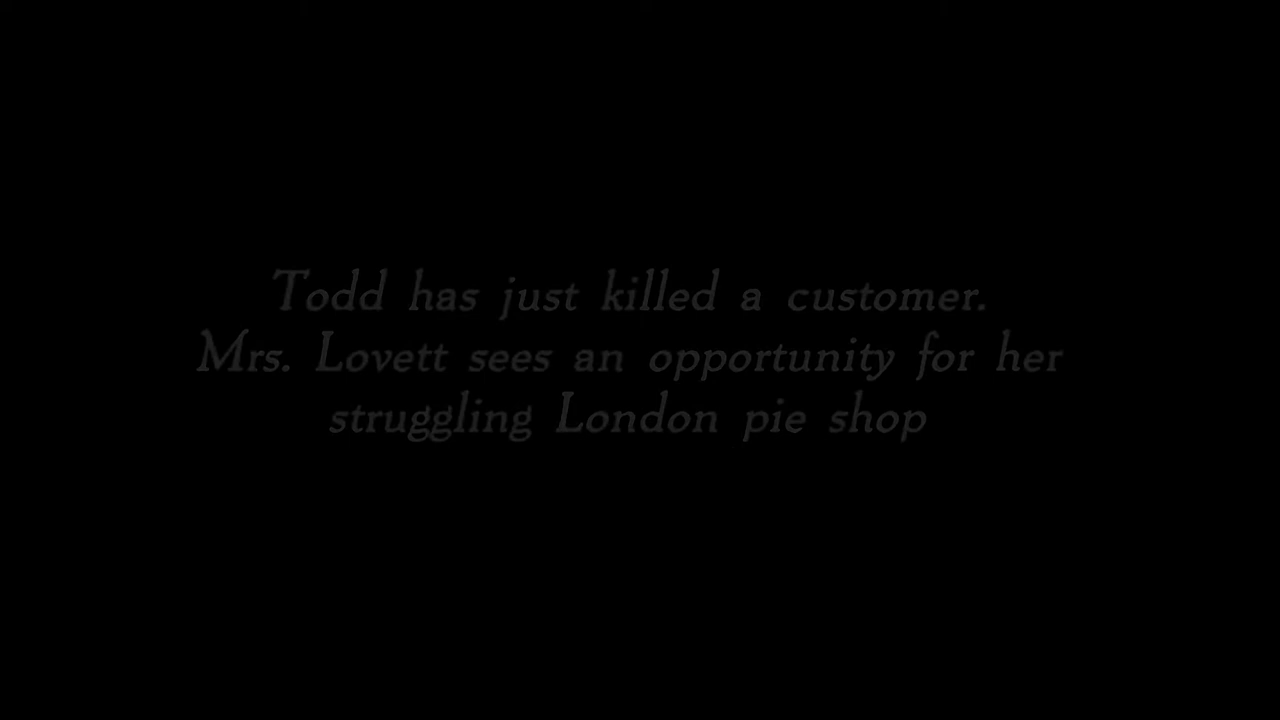 Todd has just killed a customer.
Mrs. Lovett sees an opportunity for her
struggling London pie shop